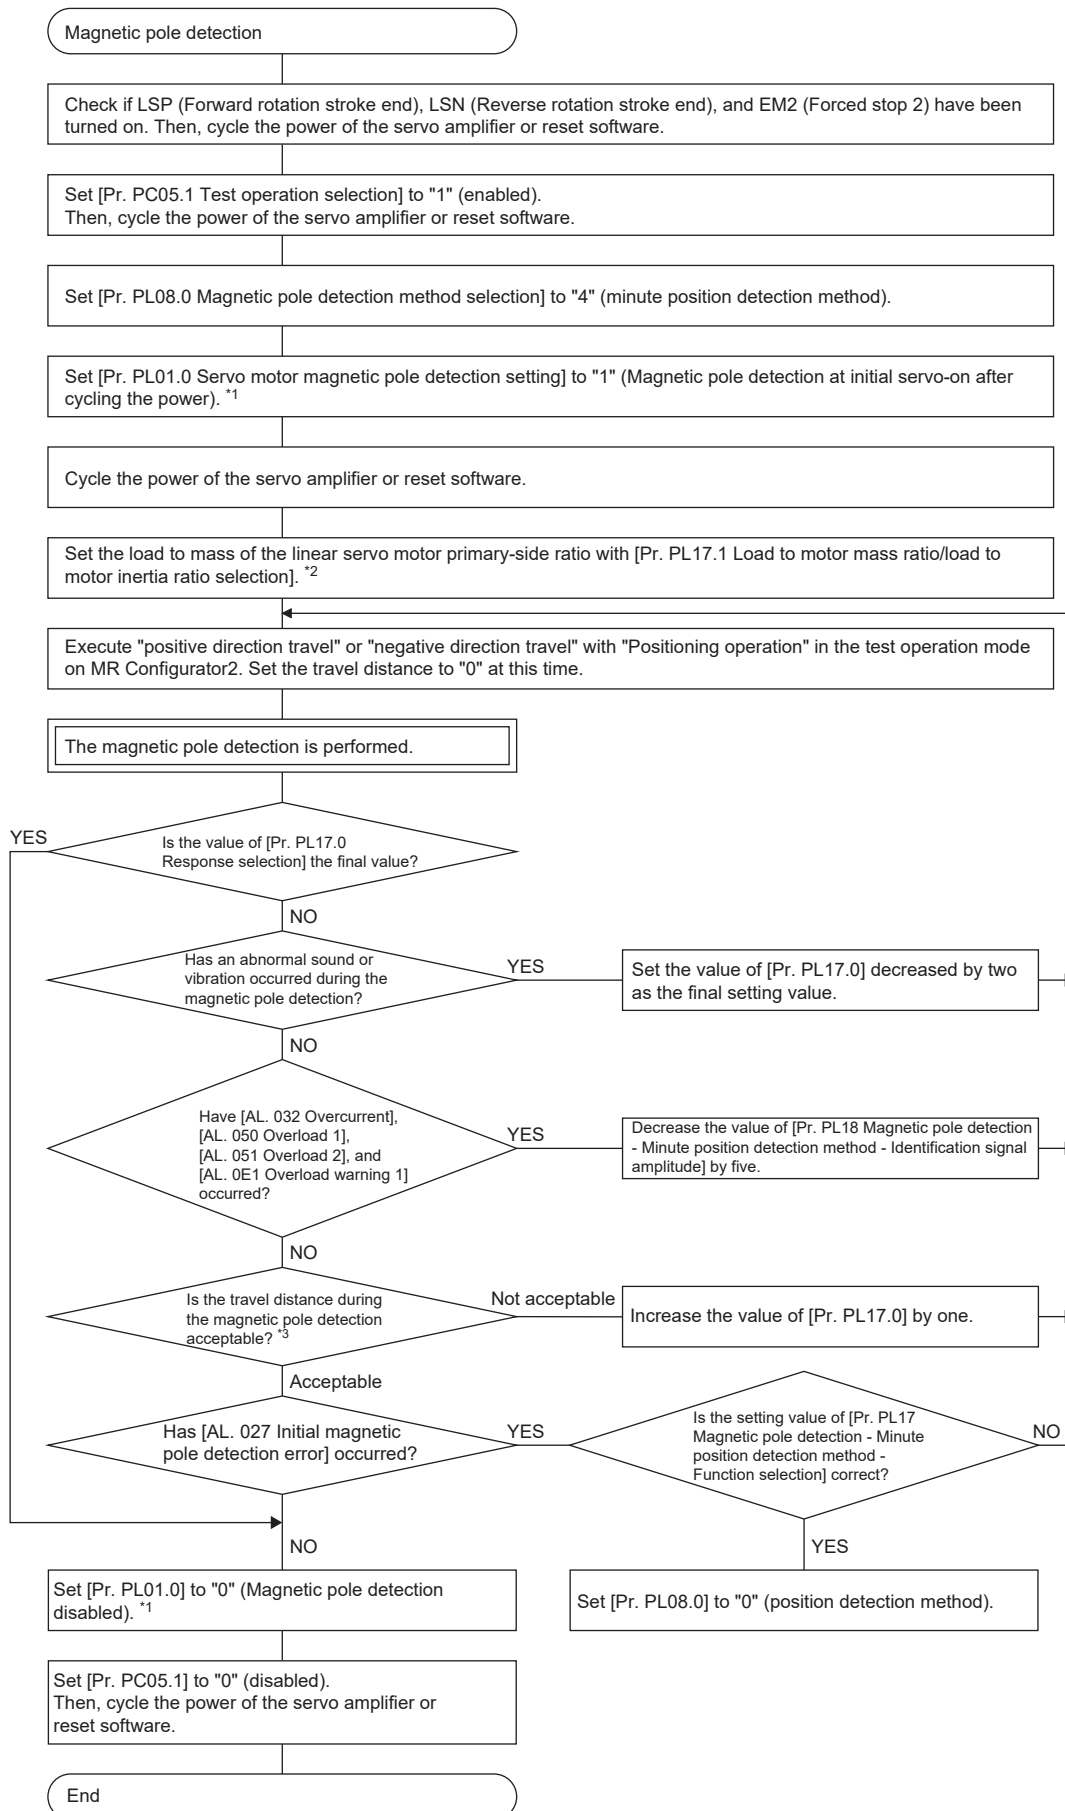 Magnetic pole detection
Check if LSP (Forward rotation stroke end), LSN (Reverse rotation stroke end), and EM2 (Forced stop 2) have been
turned on. Then, cycle the power of the servo amplifier or reset software.
Set [Pr. PC05.1 Test operation selection] to "1" (enabled).
Then, cycle the power of the servo amplifier or reset software.
Set [Pr. PL08.0 Magnetic pole detection method selection] to "4" (minute position detection method).
Set [Pr. PL01.0 Servo motor magnetic pole detection setting] to "1" (Magnetic pole detection at initial servo-on after
cycling the power). *1
Cycle the power of the servo amplifier or reset software.
Set the load to mass of the linear servo motor primary-side ratio with [Pr. PL17.1 Load to motor mass ratio/load to
motor inertia ratio selection]. *2
Execute "positive direction travel" or "negative direction travel" with "Positioning operation" in the test operation mode
on MR Configurator2. Set the travel distance to "0" at this time.
The magnetic pole detection is performed.
YES
Is the value of [Pr. PL17.0
Response selection] the final value?
NO
Has an abnormal sound or
vibration occurred during the
magnetic pole detection?
YES
Set the value of [Pr. PL17.0] decreased by two
as the final setting value.
NO
Have [AL. 032 Overcurrent],
[AL. 050 Overload 1],
[AL. 051 Overload 2], and
[AL. 0E1 Overload warning 1]
occurred?
YES
Decrease the value of [Pr. PL18 Magnetic pole detection
- Minute position detection method - Identification signal
amplitude] by five.
NO
Is the travel distance during
the magnetic pole detection
acceptable? *3
Not acceptable
Increase the value of [Pr. PL17.0] by one.
Acceptable
Has [AL. 027 Initial magnetic
pole detection error] occurred?
YES
Is the setting value of [Pr. PL17
Magnetic pole detection - Minute
position detection method -
Function selection] correct?
NO
NO
YES
Set [Pr. PL01.0] to "0" (Magnetic pole detection
disabled). *1
Set [Pr. PL08.0] to "0" (position detection method).
Set [Pr. PC05.1] to "0" (disabled).
Then, cycle the power of the servo amplifier or
reset software.
End